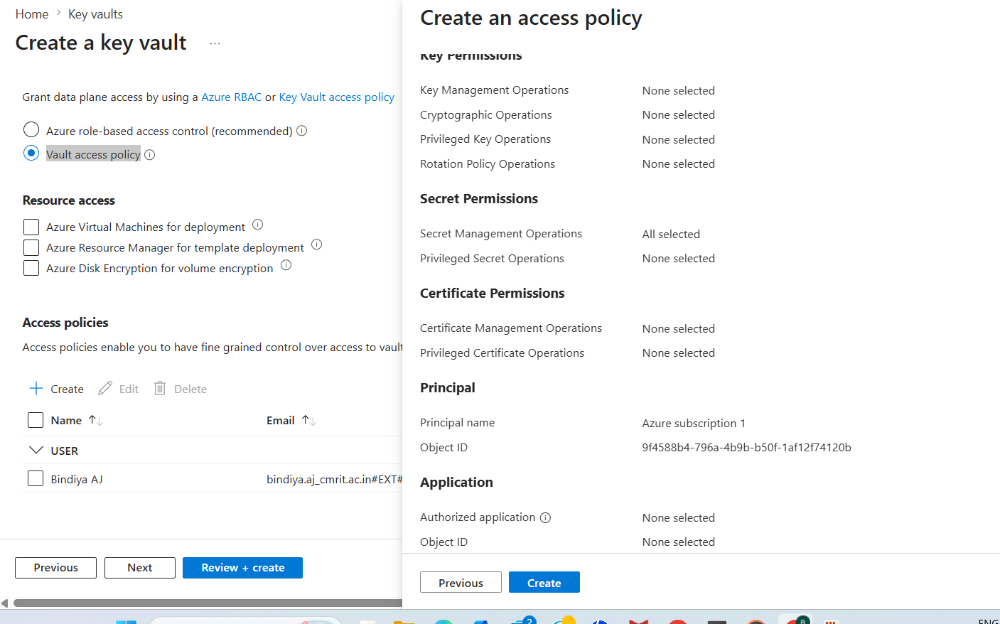 Home > Key vaults
Create a key vault ...
Grant data plane access by using a Azure RBAC or Key Vault access policy
Azure role-based access control (recommended)
Vault access policy
Resource access
Azure Virtual Machines for deployment
Azure Resource Manager for template deployment
Azure Disk Encryption for volume encryption
Access policies
Access policies enable you to have fine grained control over access to vault
+ Create Edit Delete
Name ↑↓ Email ↑↓
USER
Bindiya AJ bindiya.aj_cmrit.ac.in#EXT#
Previous Next Review + create
Create an access policy
Key Permissions
Key Management Operations None selected
Cryptographic Operations None selected
Privileged Key Operations None selected
Rotation Policy Operations None selected
Secret Permissions
Secret Management Operations All selected
Privileged Secret Operations None selected
Certificate Permissions
Certificate Management Operations None selected
Privileged Certificate Operations None selected
Principal
Principal name Azure subscription 1
Object ID 9f4588b4-796a-4b9b-b50f-1af12f74120b
Application
Authorized application None selected
Object ID None selected
Previous Create
2
B
ENG